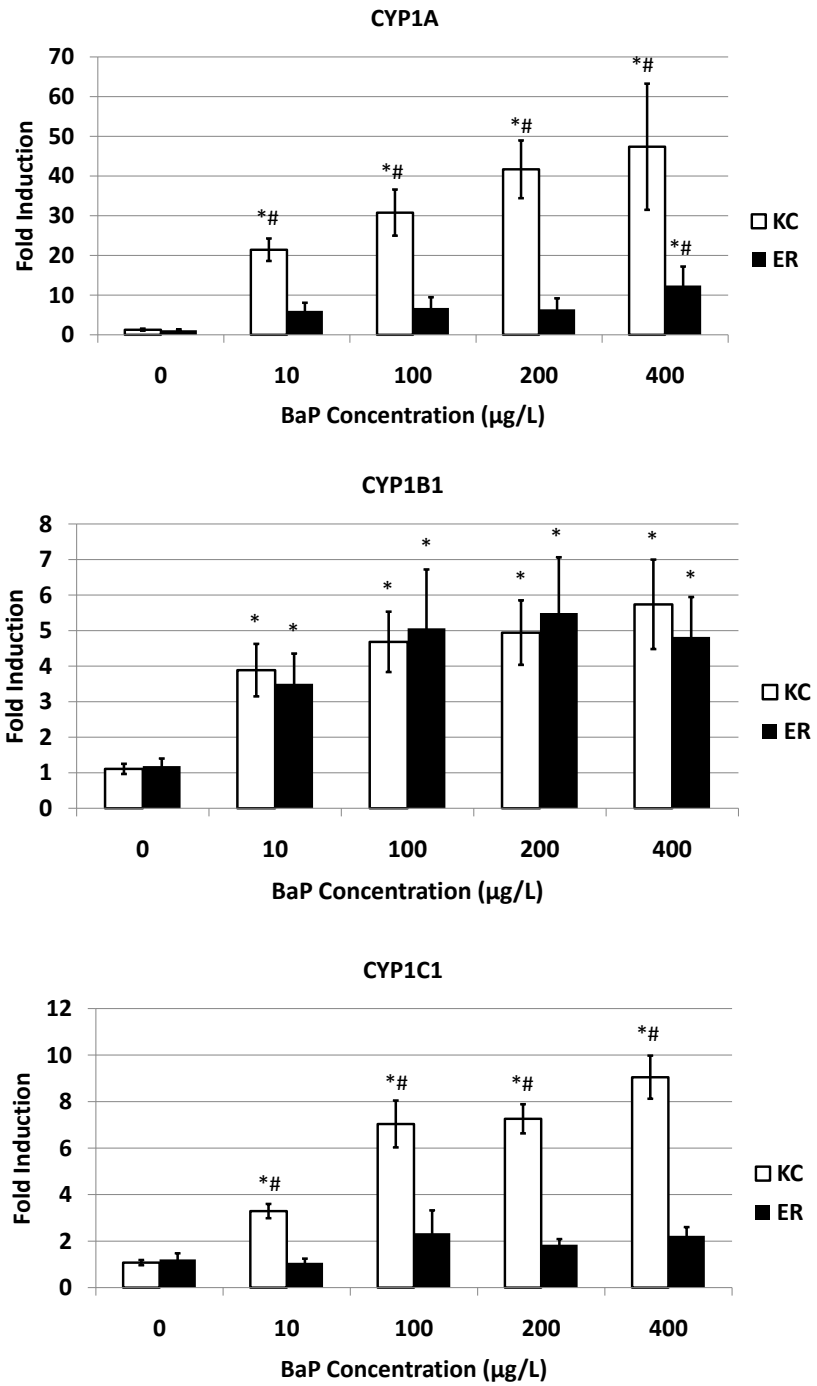 CYP1A
70
60
50
40
30
20
10
0
Fold Induction
*#
*#
*#
*#
*#
KC
ER
0 10 100 200 400
BaP Concentration (µg/L)
CYP1B1
8
7
6
5
4
3
2
1
0
Fold Induction
*
*
*
*
*
*
*
*
KC
ER
0 10 100 200 400
BaP Concentration (µg/L)
CYP1C1
12
10
8
6
4
2
0
Fold Induction
*#
*#
*#
*#
KC
ER
0 10 100 200 400
BaP Concentration (µg/L)